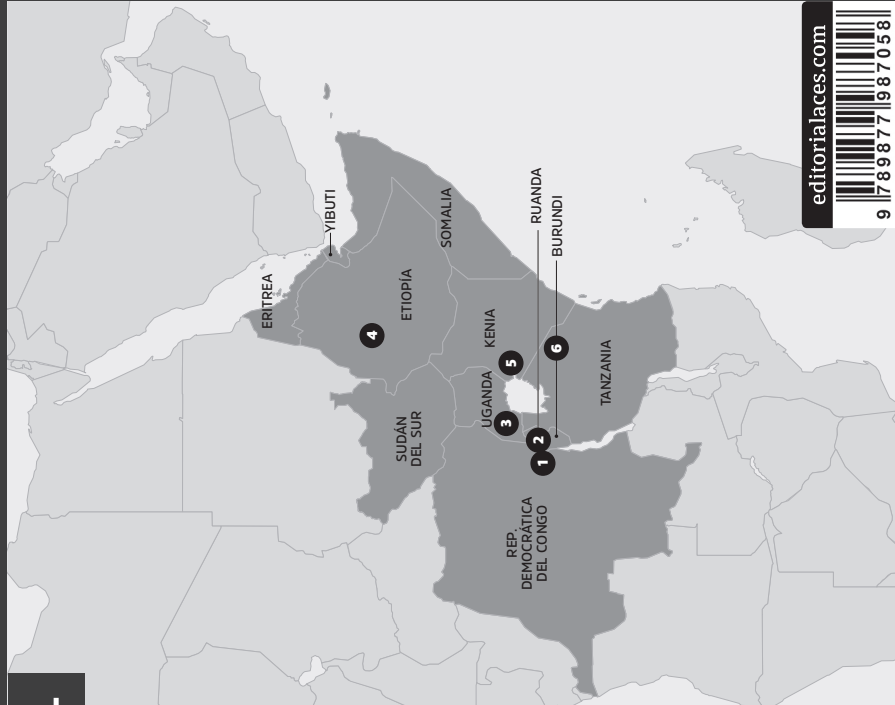 editorialaces.com
9 789877 987058
ERITREA
YIBUTI
ETIOPÍA
SOMALIA
SUDÁN
DEL SUR
UGANDA
KENIA
RUANDA
BURUNDI
TANZANIA
REP.
DEMOCRÁTICA
DEL CONGO
1
2
3
4
5
6